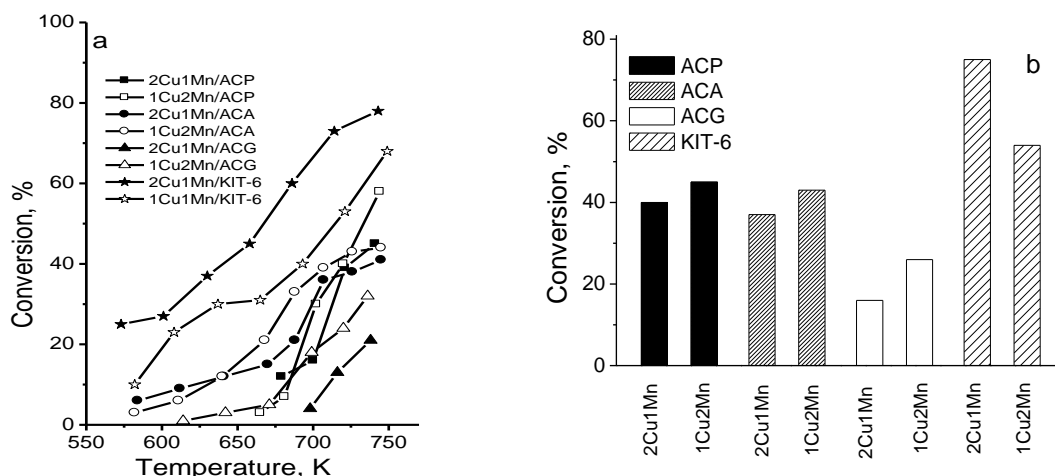 a
100
80
60
40
20
0
Conversion, %
2Cu1Mn/ACP
1Cu2Mn/ACP
2Cu1Mn/ACA
1Cu2Mn/ACA
2Cu1Mn/ACG
1Cu2Mn/ACG
2Cu1Mn/KIT-6
1Cu1Mn/KIT-6
550 600 650 700 750
Temperature, K
b
80
60
40
20
0
Conversion, %
ACP
ACA
ACG
KIT-6
2Cu1Mn
1Cu2Mn
2Cu1Mn
1Cu2Mn
2Cu1Mn
1Cu2Mn
2Cu1Mn
1Cu2Mn